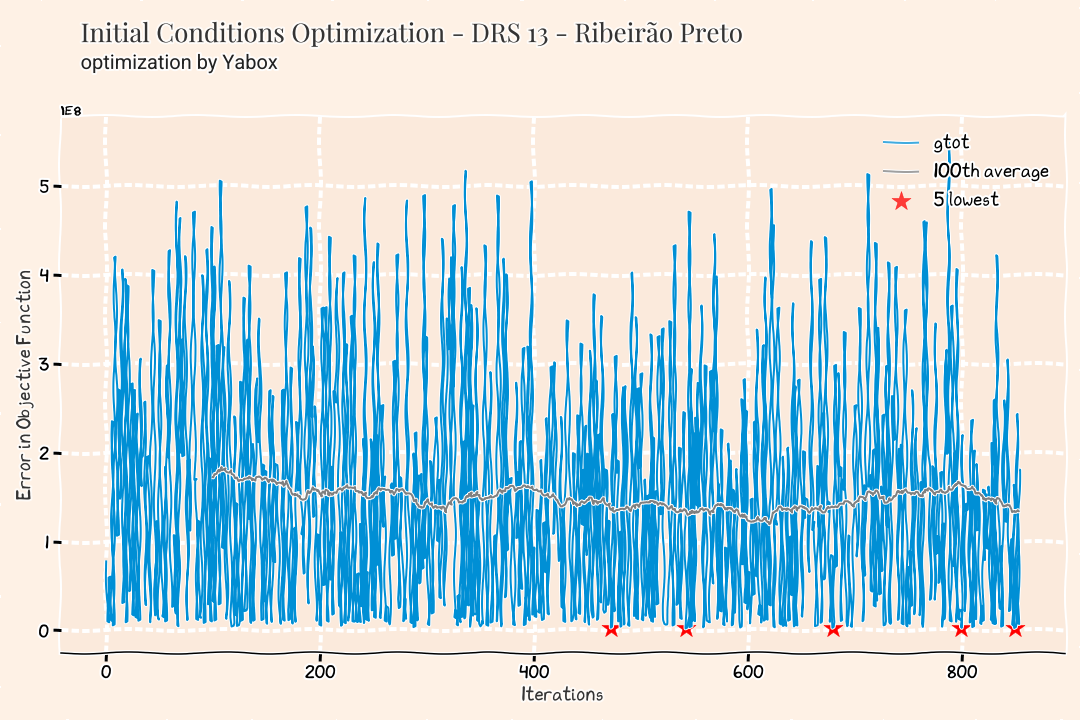 Initial Conditions Optimization - DRS 13 - Ribeirão Preto
optimization by Yabox
1E8
gtot
100th average
5 lowest
5
4
3
2
1
0
Error in Objective Function
0 200 400 600 800
Iterations